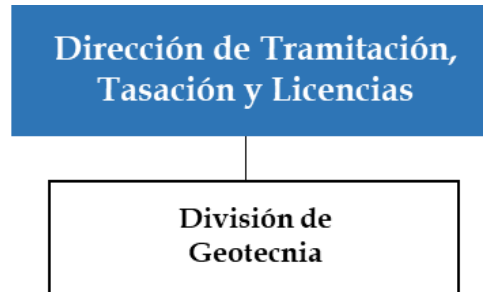 Dirección de Tramitación,
Tasación y Licencias
División de
Geotecnia